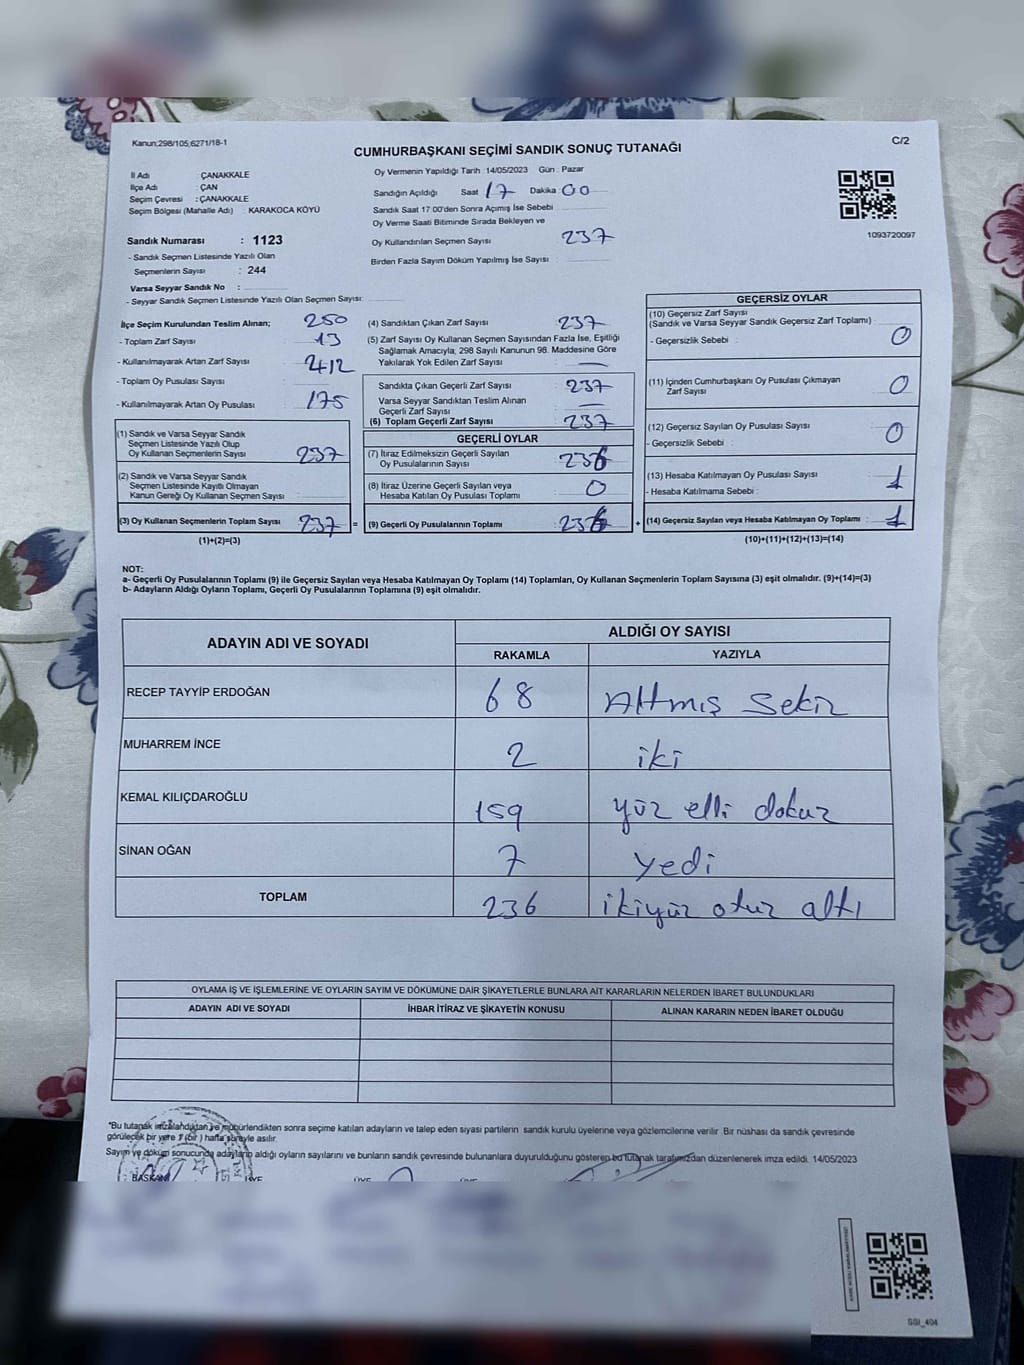 Kanun:298/105;6271/18-1
C/2
CUMHURBAŞKANI SEÇİMİ SANDIK SONUÇ TUTANAĞI
İl Adı : ÇANAKKALE
İlçe Adı : ÇAN
Seçim Çevresi : ÇANAKKALE
Seçim Bölgesi (Mahalle Adı) : KARAKOCA KÖYÜ
Sandık Numarası : 1123
- Sandık Seçmen Listesinde Yazılı Olan
Seçmenlerin Sayısı : 244
Varsa Seyyar Sandık No :
- Seyyar Sandık Seçmen Listesinde Yazılı Olan Seçmen Sayısı:
Oy Vermenin Yapıldığı Tarih :14/05/2023 Gün : Pazar
Sandığın Açıldığı Saat 17 Dakika : 00
Sandık Saat 17:00'den Sonra Açımış İse Sebebi
Oy Verme Saati Bitiminde Sırada Bekleyen ve
Oy Kullandırılan Seçmen Sayısı 237
Birden Fazla Sayım Döküm Yapılmış İse Sayısı :
1093720097
İlçe Seçim Kurulundan Teslim Alınan; 250
- Toplam Zarf Sayısı : 13
- Kullanılmayarak Artan Zarf Sayısı : 412
- Toplam Oy Pusulası Sayısı
- Kullanılmayarak Artan Oy Pusulası : 175
(1) Sandık ve Varsa Seyyar Sandık
Seçmen Listesinde Yazılı Olup
Oy Kullanan Seçmenlerin Sayısı : 237
(2) Sandık ve Varsa Seyyar Sandık
Seçmen Listesinde Kayıtlı Olmayan
Kanun Gereği Oy Kullanan Seçmen Sayısı :
(3) Oy Kullanan Seçmenlerin Toplam Sayısı : 237
(1)+(2)=(3)
(4) Sandıktan Çıkan Zarf Sayısı : 237
(5) Zarf Sayısı Oy Kullanan Seçmen Sayısından Fazla İse, Eşitliği
Sağlamak Amacıyla; 298 Sayılı Kanunun 98. Maddesine Göre
Yakılarak Yok Edilen Zarf Sayısı : —
Sandıkta Çıkan Geçerli Zarf Sayısı : 237
Varsa Seyyar Sandıktan Teslim Alınan
Geçerli Zarf Sayısı : —
(6) Toplam Geçerli Zarf Sayısı : 237
GEÇERLİ OYLAR
(7) İtiraz Edilmeksizin Geçerli Sayılan
Oy Pusulalarının Sayısı : 236
(8) İtiraz Üzerine Geçerli Sayılan veya
Hesaba Katılan Oy Pusulası Toplamı : 0
= (9) Geçerli Oy Pusulalarının Toplamı : 236 +
GEÇERSİZ OYLAR
(10) Geçersiz Zarf Sayısı
(Sandık ve Varsa Seyyar Sandık Geçersiz Zarf Toplamı) : 0
- Geçersizlik Sebebi :
(11) İçinden Cumhurbaşkanı Oy Pusulası Çıkmayan
Zarf Sayısı : 0
(12) Geçersiz Sayılan Oy Pusulası Sayısı : 0
- Geçersizlik Sebebi :
(13) Hesaba Katılmayan Oy Pusulası Sayısı : 1
- Hesaba Katılmama Sebebi :
(14) Geçersiz Sayılan veya Hesaba Katılmayan Oy Toplamı : 1
(10)+(11)+(12)+(13)=(14)
NOT:
a- Geçerli Oy Pusulalarının Toplamı (9) ile Geçersiz Sayılan veya Hesaba Katılmayan Oy Toplamı (14) Toplamları, Oy Kullanan Seçmenlerin Toplam Sayısına (3) eşit olmalıdır. (9)+(14)=(3)
b- Adayların Aldığı Oyların Toplamı, Geçerli Oy Pusulalarının Toplamına (9) eşit olmalıdır.
ADAYIN ADI VE SOYADI
ALDIĞI OY SAYISI
RAKAMLA YAZIYLA
RECEP TAYYİP ERDOĞAN 68 Altmış Sekiz
MUHARREM İNCE 2 iki
KEMAL KILIÇDAROĞLU 159 yüz elli dokuz
SİNAN OĞAN 7 yedi
TOPLAM 236 ikiyüz otuz altı
OYLAMA İŞ VE İŞLEMLERİNE VE OYLARIN SAYIM VE DÖKÜMÜNE DAİR ŞİKAYETLERLE BUNLARA AİT KARARLARIN NELERDEN İBARET BULUNDUKLARI
ADAYIN ADI VE SOYADI İHBAR İTİRAZ VE ŞİKAYETİN KONUSU ALINAN KARARIN NEDEN İBARET OLDUĞU
"Bu tutanak imzalandıktan ve mühürlendikten sonra seçime katılan adayların ve talep eden siyasi partilerin sandık kurulu üyelerine veya gözlemcilerine verilir .Bir nüshası da sandık çevresinde
görülecek bir yere 1 (bir ) hafta süreyle asılır.
Sayım ve döküm sonucunda adayların aldığı oyların sayılarını ve bunların sandık çevresinde bulunanlara duyurulduğunu gösteren bu tutanak tarafımızdan düzenlenerek imza edildi. 14/05/2023
BAŞKAN ÜYE ÜYE ÜYE
SSI_404